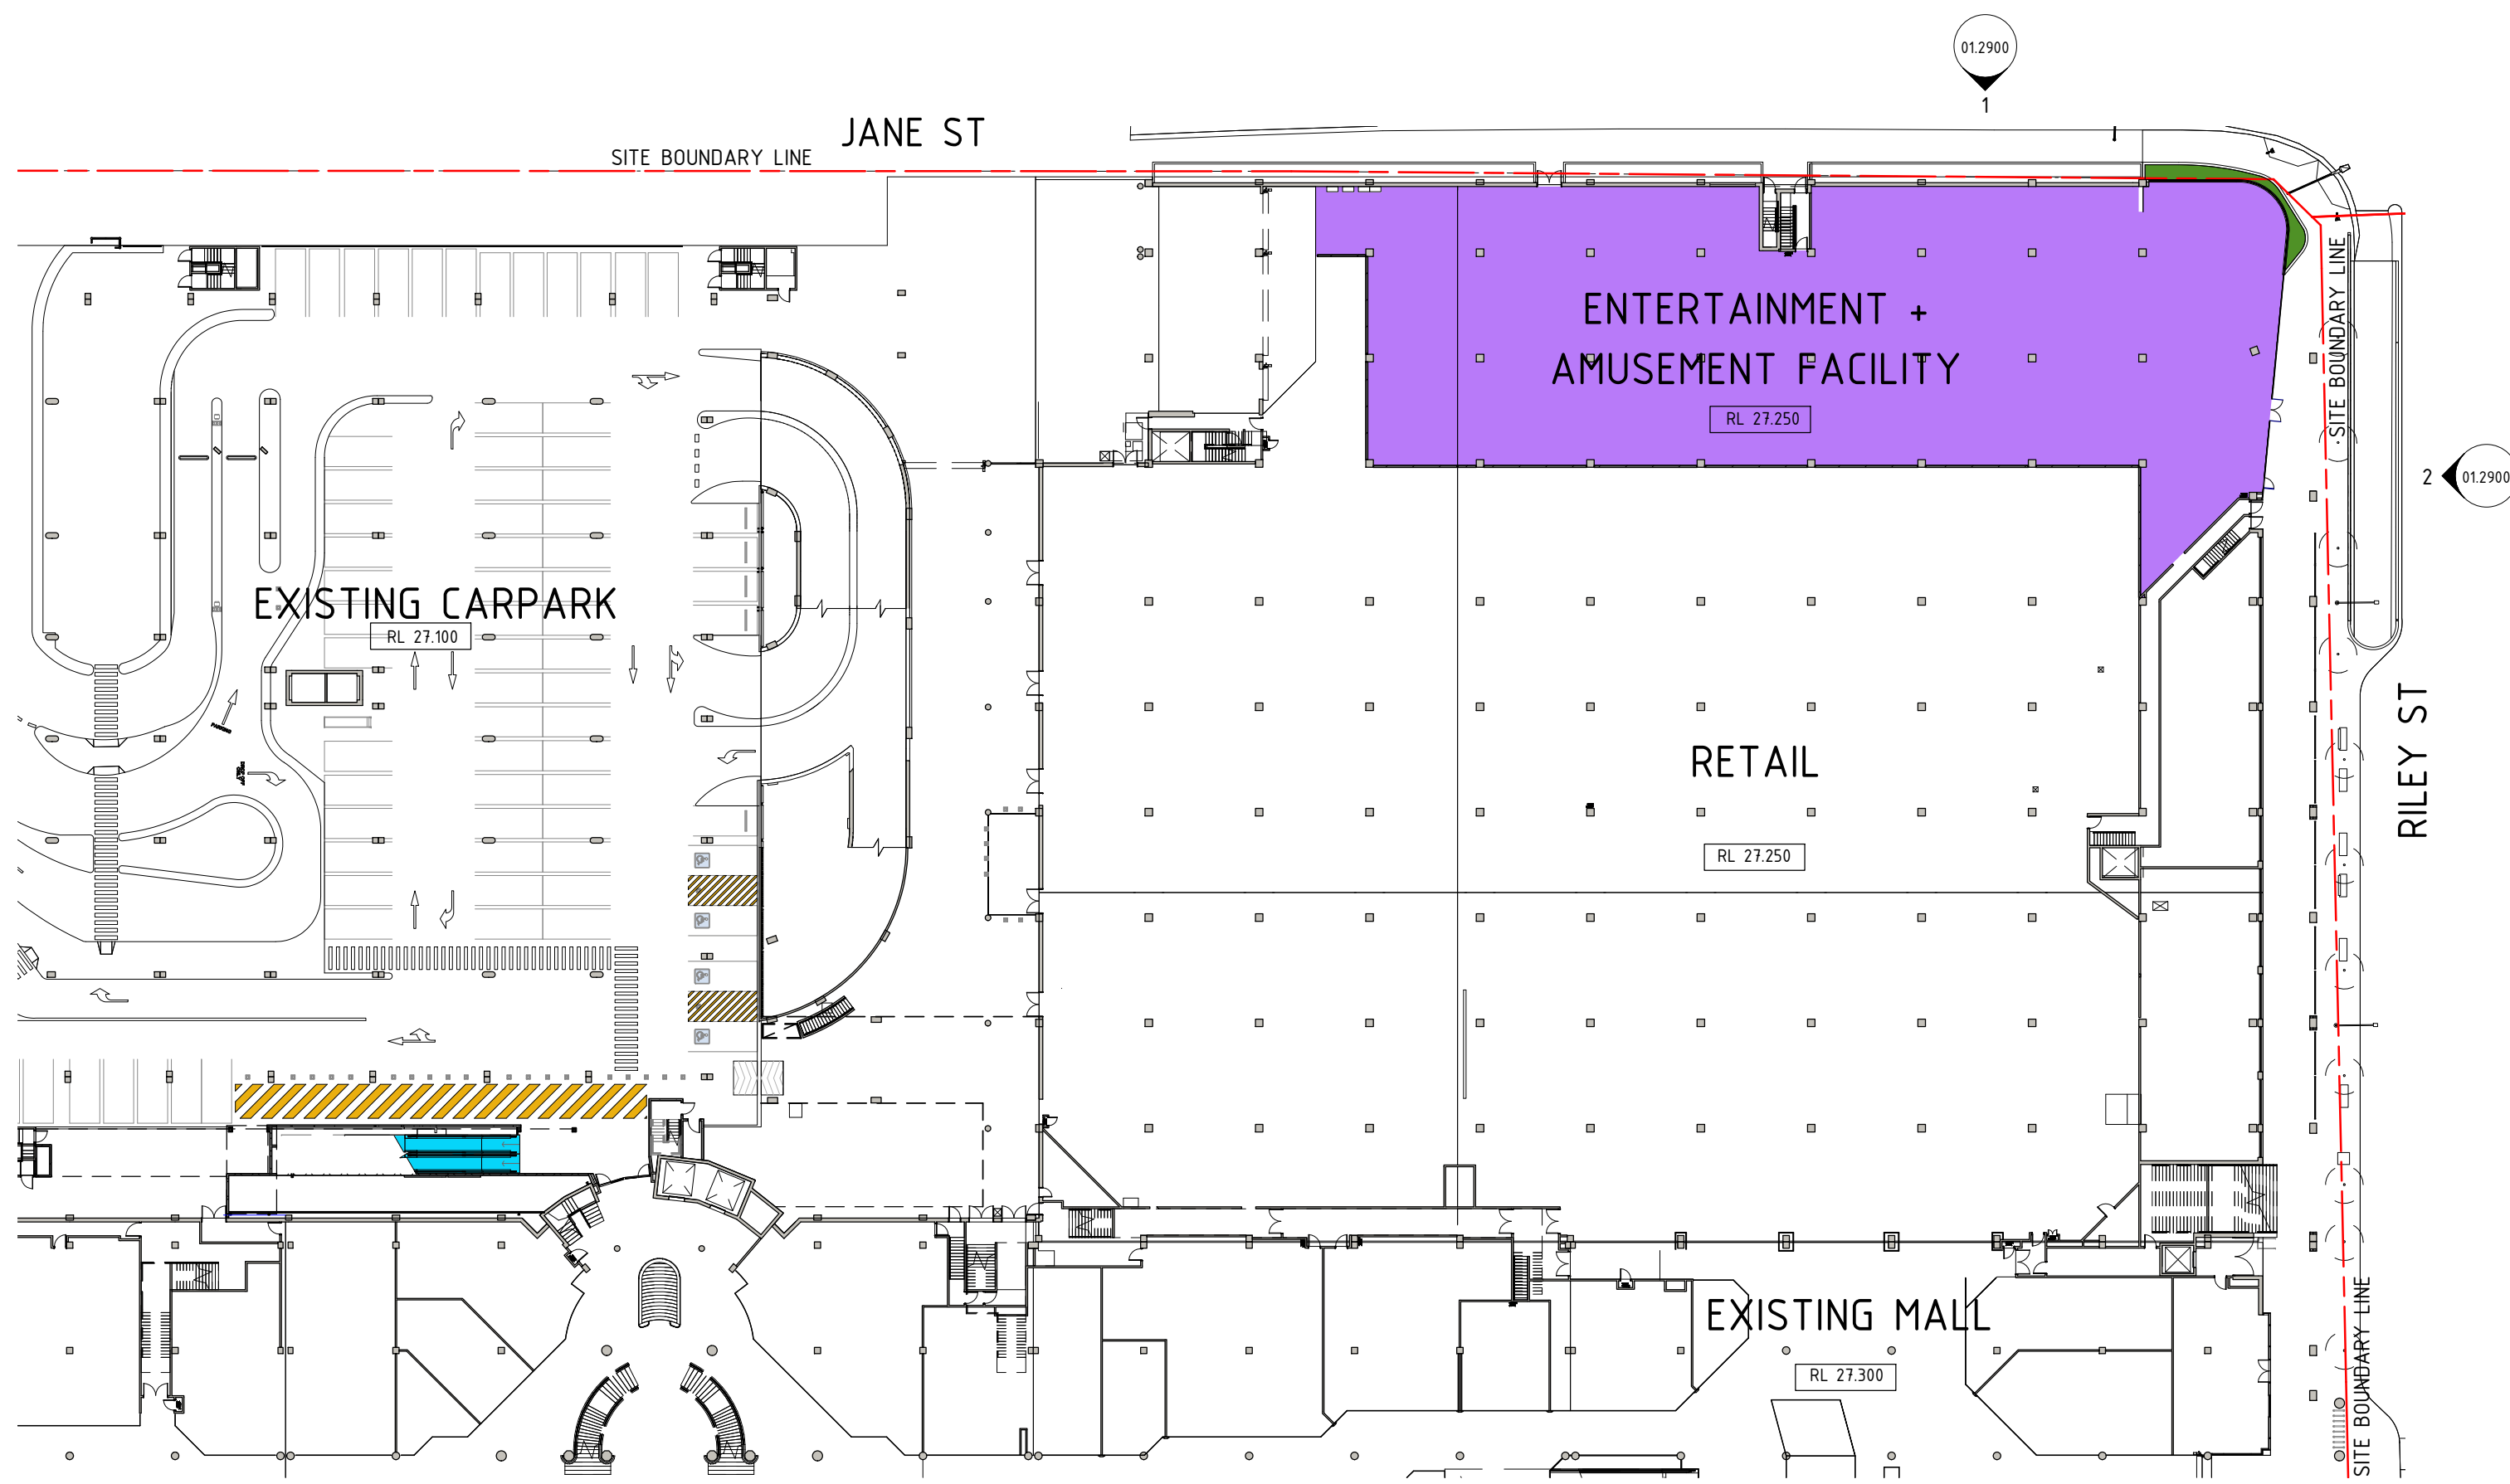 01.2900
1
JANE ST
SITE BOUNDARY LINE
ENTERTAINMENT +
AMUSEMENT FACILITY
RL 27.250
SITE BOUNDARY LINE
2
01.2900
EXISTING CARPARK
RL 27.100
RETAIL
RL 27.250
RILEY ST
EXISTING MALL
RL 27.300
SITE BOUNDARY LINE